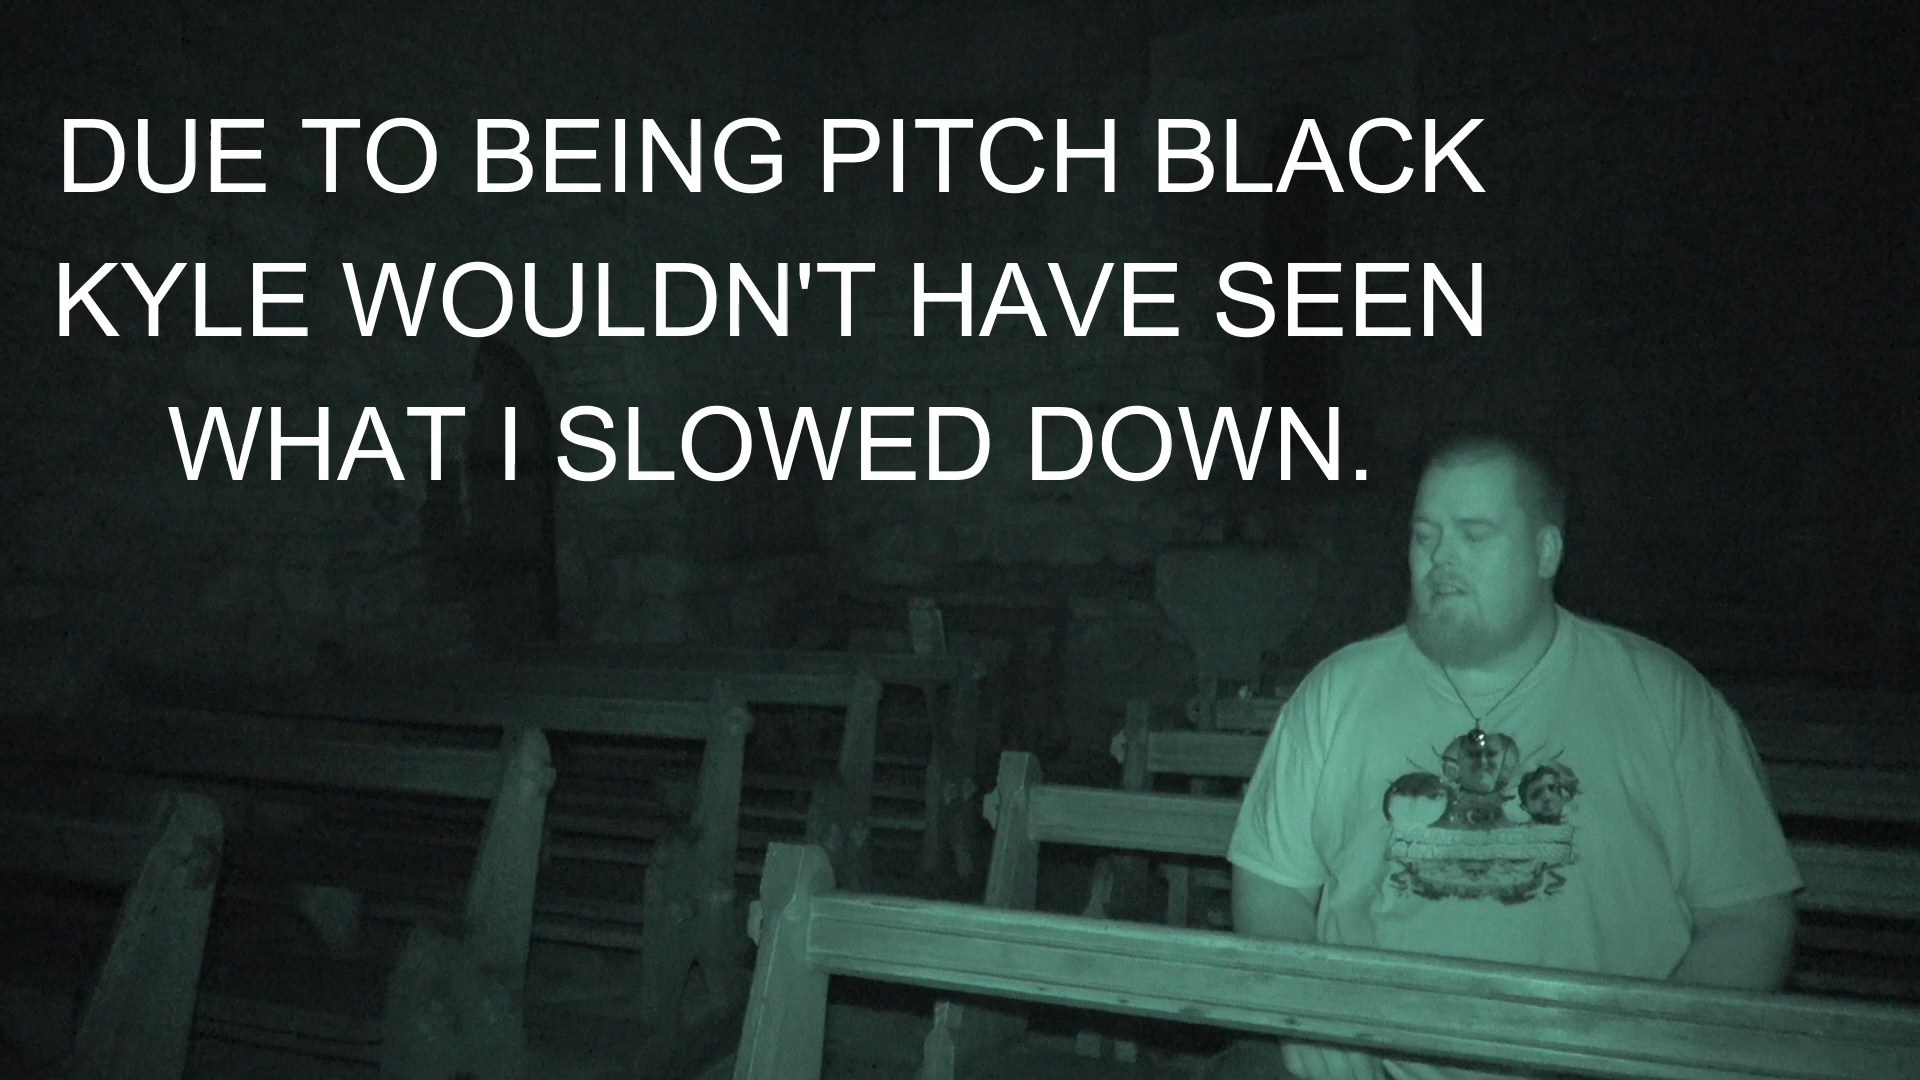 DUE TO BEING PITCH BLACK
KYLE WOULDN'T HAVE SEEN
WHAT I SLOWED DOWN.